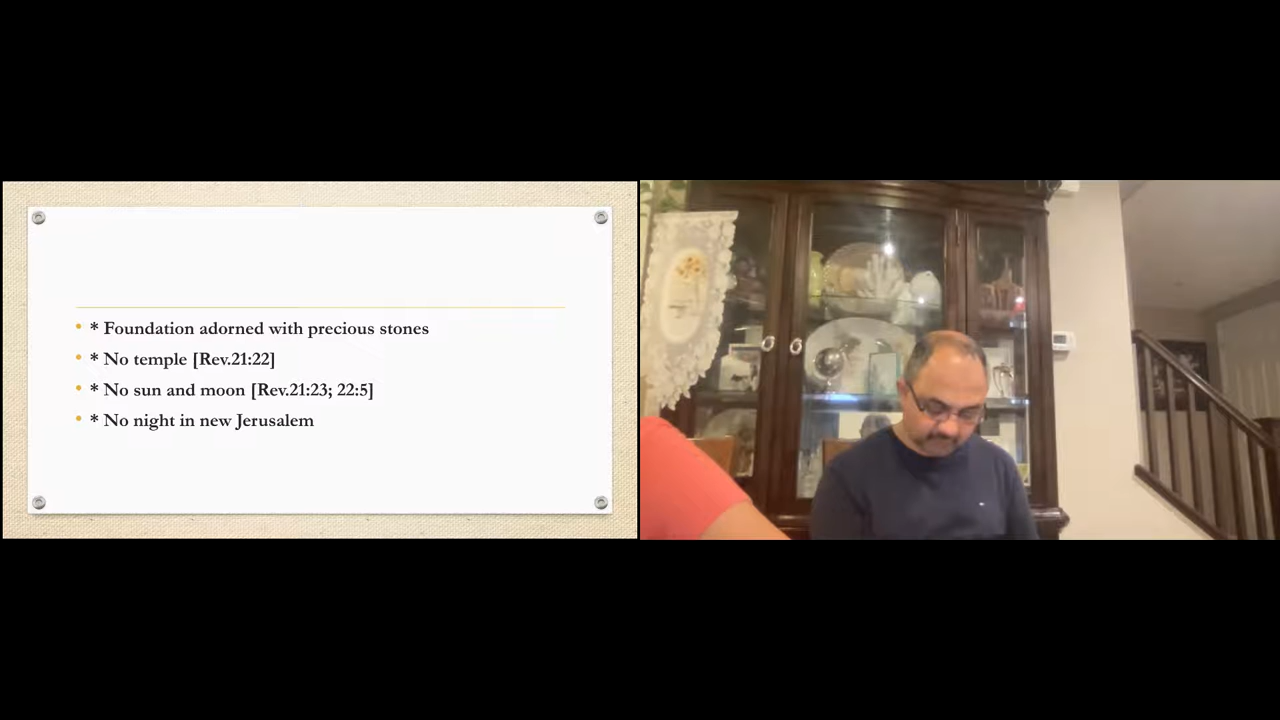 * Foundation adorned with precious stones
* No temple [Rev.21:22]
* No sun and moon [Rev.21:23; 22:5]
* No night in new Jerusalem